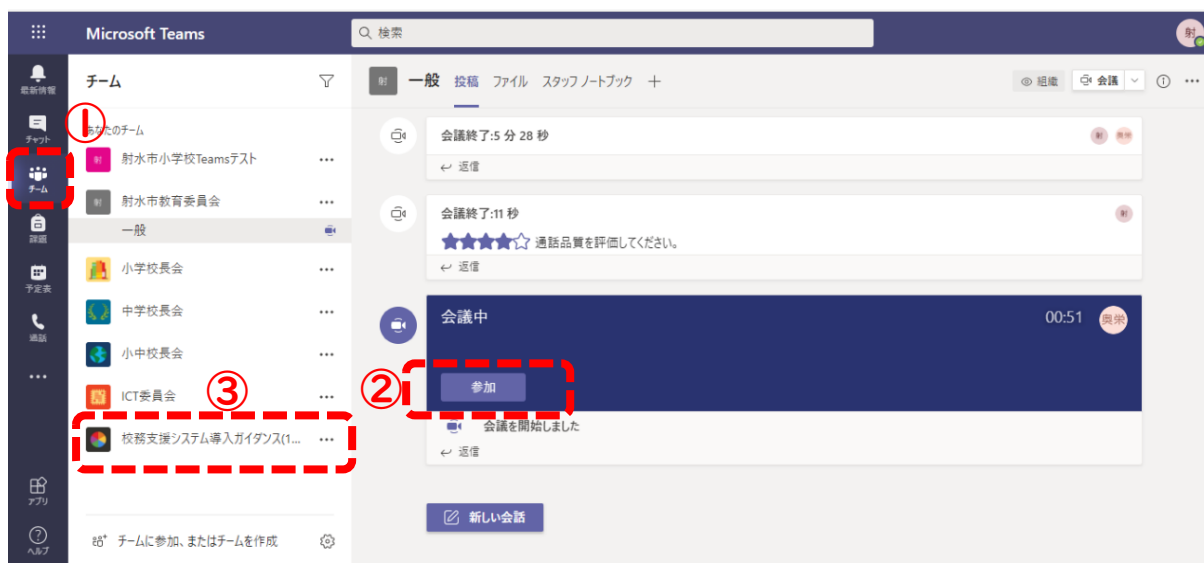 Microsoft Teams
検索
射
最新情報
チャット
チーム
課題
予定表
通話
アプリ
ヘルプ
チーム
①
あなたのチーム
射 射水市小学校Teamsテスト
射 射水市教育委員会
一般
小学校長会
中学校長会
小中校長会
ICT委員会
③
校務支援システム導入ガイダンス(1...
チームに参加、またはチームを作成
射 一般 投稿 ファイル スタッフ ノートブック
組織 会議
会議終了:5 分 28 秒
射 奥栄
返信
会議終了:11 秒
射
通話品質を評価してください。
返信
会議中 00:51 奥栄
②
参加
会議を開始しました
返信
新しい会話